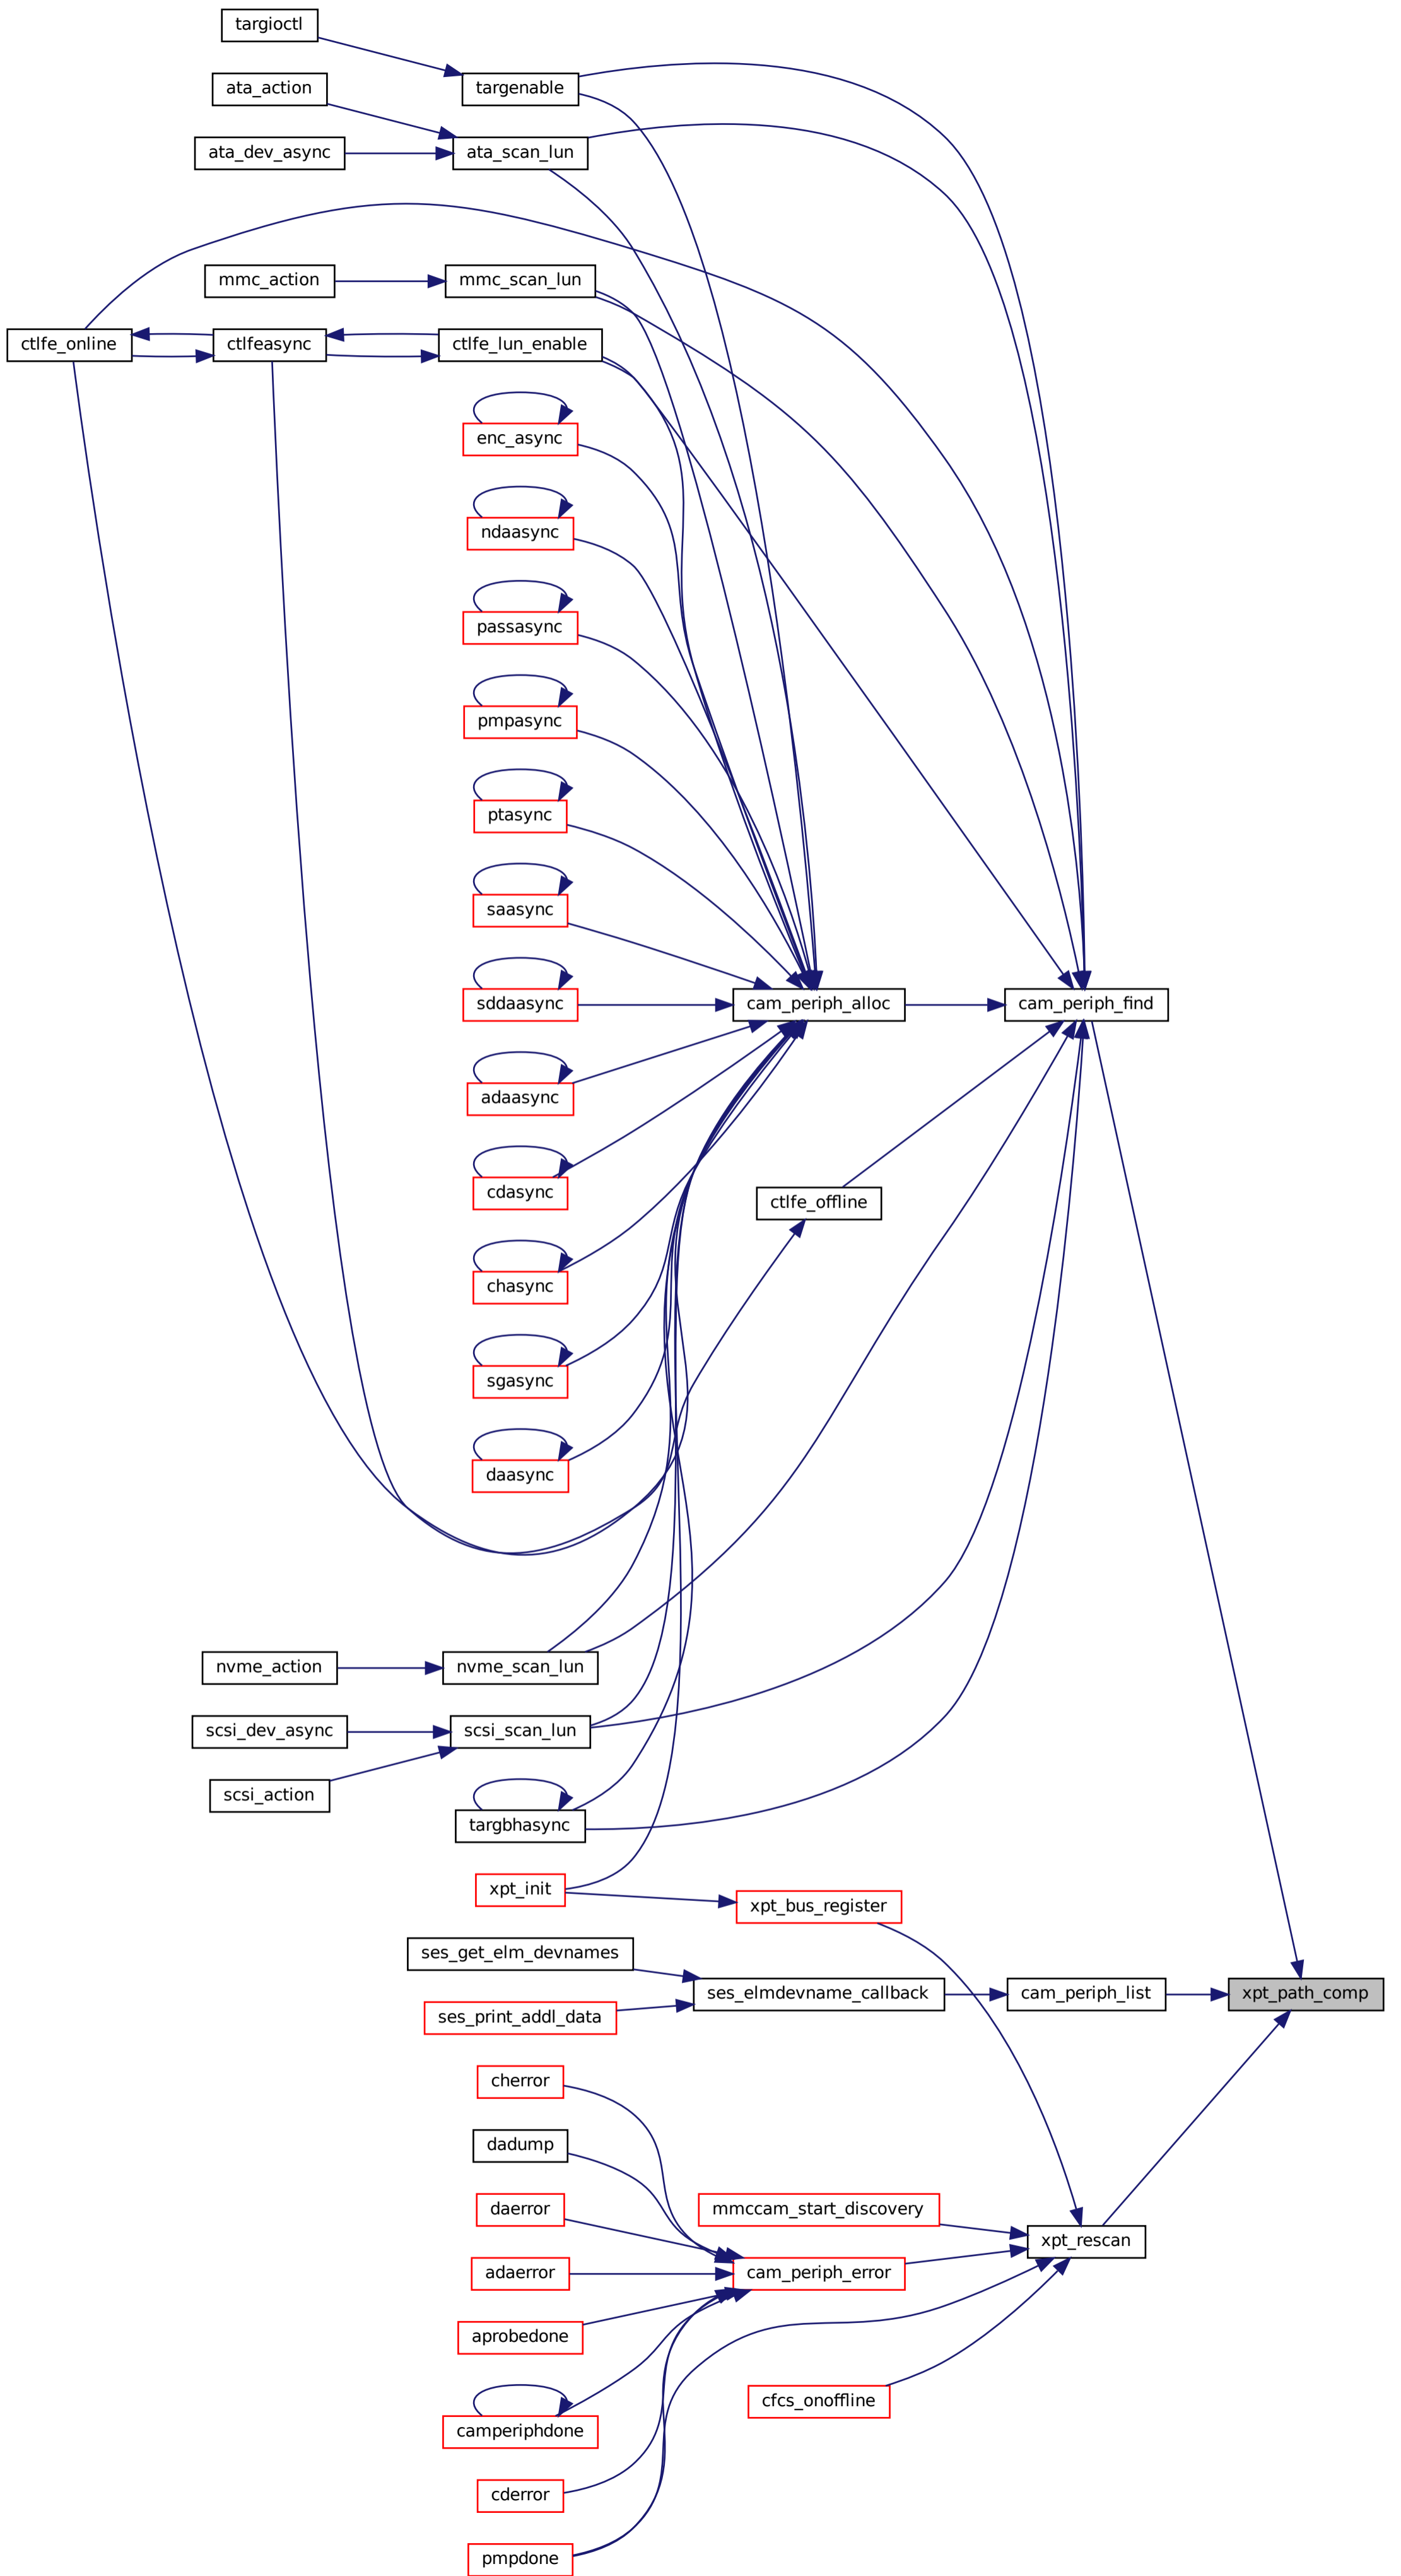 targioctl
targenable
ata_action
ata_dev_async
ata_scan_lun
mmc_action
mmc_scan_lun
ctlfe_online
ctlfeasync
ctlfe_lun_enable
enc_async
ndaasync
passasync
pmpasync
ptasync
saasync
sddaasync
cam_periph_alloc
cam_periph_find
adaasync
cdasync
ctlfe_offline
chasync
sgasync
daasync
nvme_action
nvme_scan_lun
scsi_dev_async
scsi_scan_lun
scsi_action
targbhasync
xpt_init
xpt_bus_register
ses_get_elm_devnames
ses_elmdevname_callback
cam_periph_list
xpt_path_comp
ses_print_addl_data
cherror
dadump
daerror
mmccam_start_discovery
xpt_rescan
adaerror
cam_periph_error
aprobedone
cfcs_onoffline
camperiphdone
cderror
pmpdone